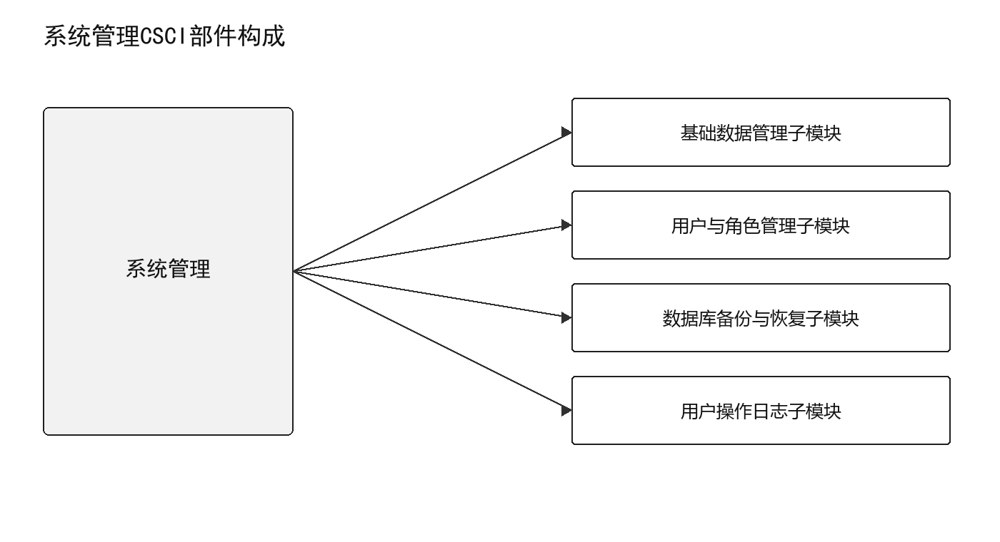 系统管理CSCI部件构成
系统管理
基础数据管理子模块
用户与角色管理子模块
数据库备份与恢复子模块
用户操作日志子模块